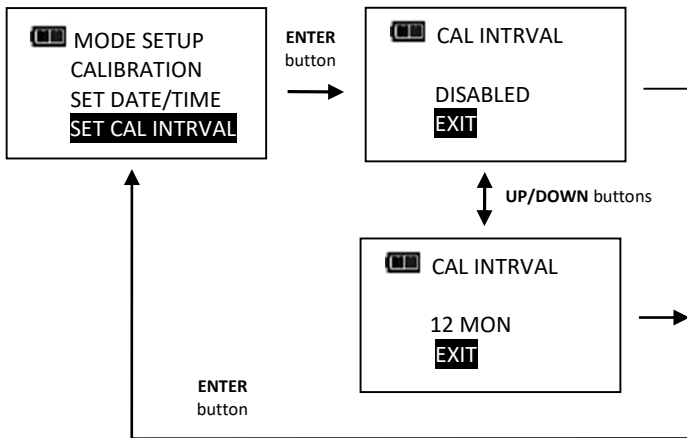 MODE SETUP
CALIBRATION
SET DATE/TIME
SET CAL INTRVAL
ENTER
button
CAL INTRVAL
DISABLED
EXIT
UP/DOWN buttons
CAL INTRVAL
12 MON
EXIT
ENTER
button